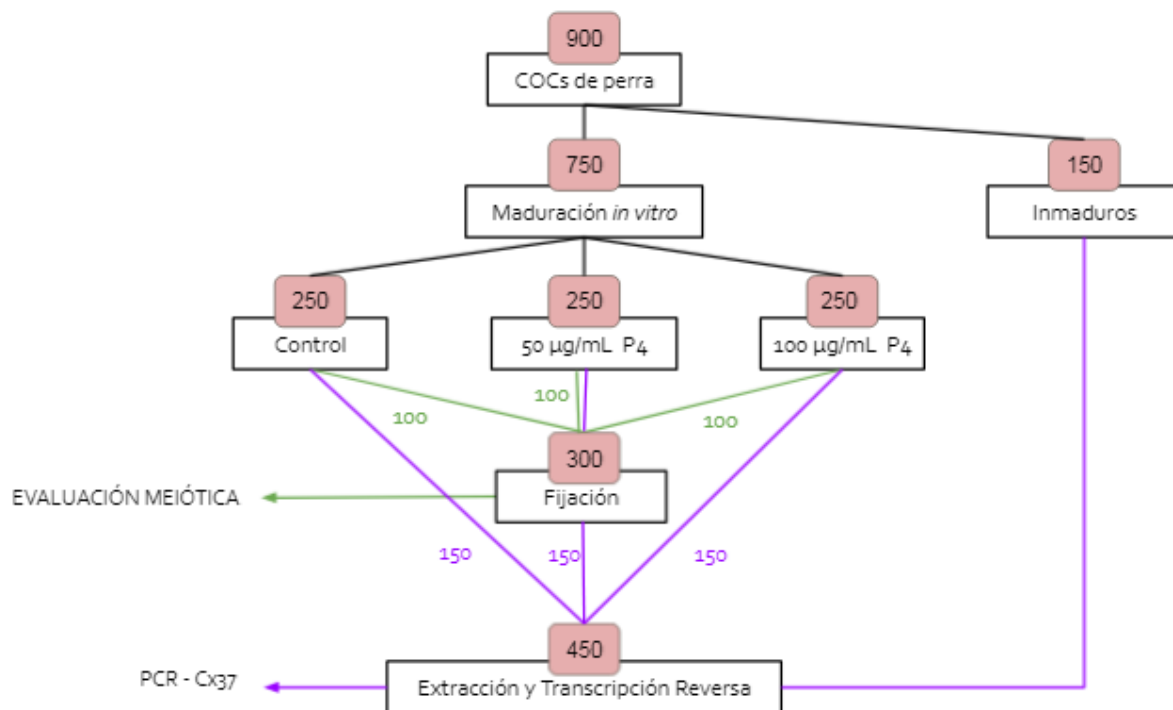 900
COCs de perra
750
150
Maduración in vitro
Inmaduros
250
250
250
Control
50 µg/mL P4
100 µg/mL P4
100
100
100
300
EVALUACIÓN MEIÓTICA
Fijación
150
150
150
450
PCR - Cx37
Extracción y Transcripción Reversa